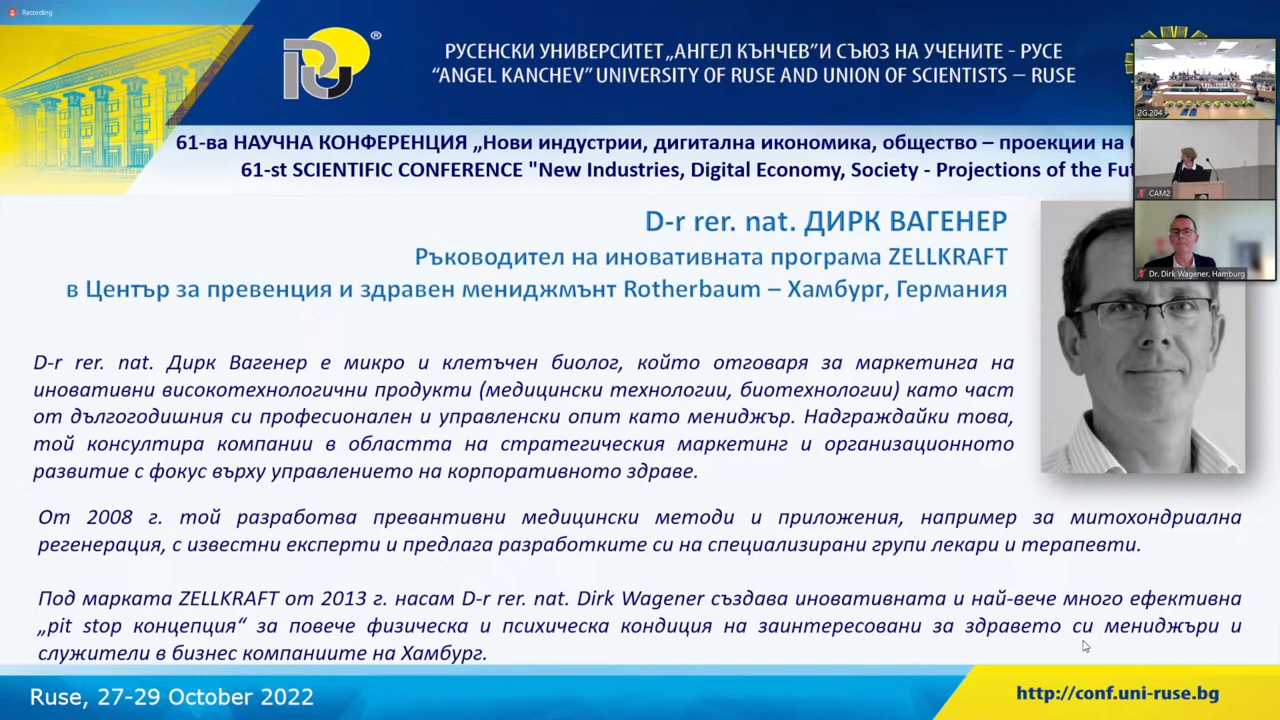 Recording
РУСЕНСКИ УНИВЕРСИТЕТ „АНГЕЛ КЪНЧЕВ” И СЪЮЗ НА УЧЕНИТЕ - РУСЕ
“ANGEL KANCHEV” UNIVERSITY OF RUSE AND UNION OF SCIENTISTS – RUSE
®
61-ва НАУЧНА КОНФЕРЕНЦИЯ „Нови индустрии, дигитална икономика, общество – проекции на
61-st SCIENTIFIC CONFERENCE "New Industries, Digital Economy, Society - Projections of the Fu
2G.204
CAM2
Dr. Dirk Wagener, Hamburg
D-r rer. nat. ДИРК ВАГЕНЕР
Ръководител на иновативната програма ZELLKRAFT
в Център за превенция и здравен мениджмънт Rotherbaum – Хамбург, Германия
D-r rer. nat. Дирк Вагенер е микро и клетъчен биолог, който отговаря за маркетинга на
иновативни високотехнологични продукти (медицински технологии, биотехнологии) като част
от дългогодишния си професионален и управленски опит като мениджър. Надграждайки това,
той консултира компании в областта на стратегическия маркетинг и организационното
развитие с фокус върху управлението на корпоративното здраве.
От 2008 г. той разработва превантивни медицински методи и приложения, например за митохондриална
регенерация, с известни експерти и предлага разработките си на специализирани групи лекари и терапевти.
Под марката ZELLKRAFT от 2013 г. насам D-r rer. nat. Dirk Wagener създава иновативната и най-вече много ефективна
„pit stop концепция“ за повече физическа и психическа кондиция на заинтересовани за здравето си мениджъри и
служители в бизнес компаниите на Хамбург.
Ruse, 27-29 October 2022
http://conf.uni-ruse.bg